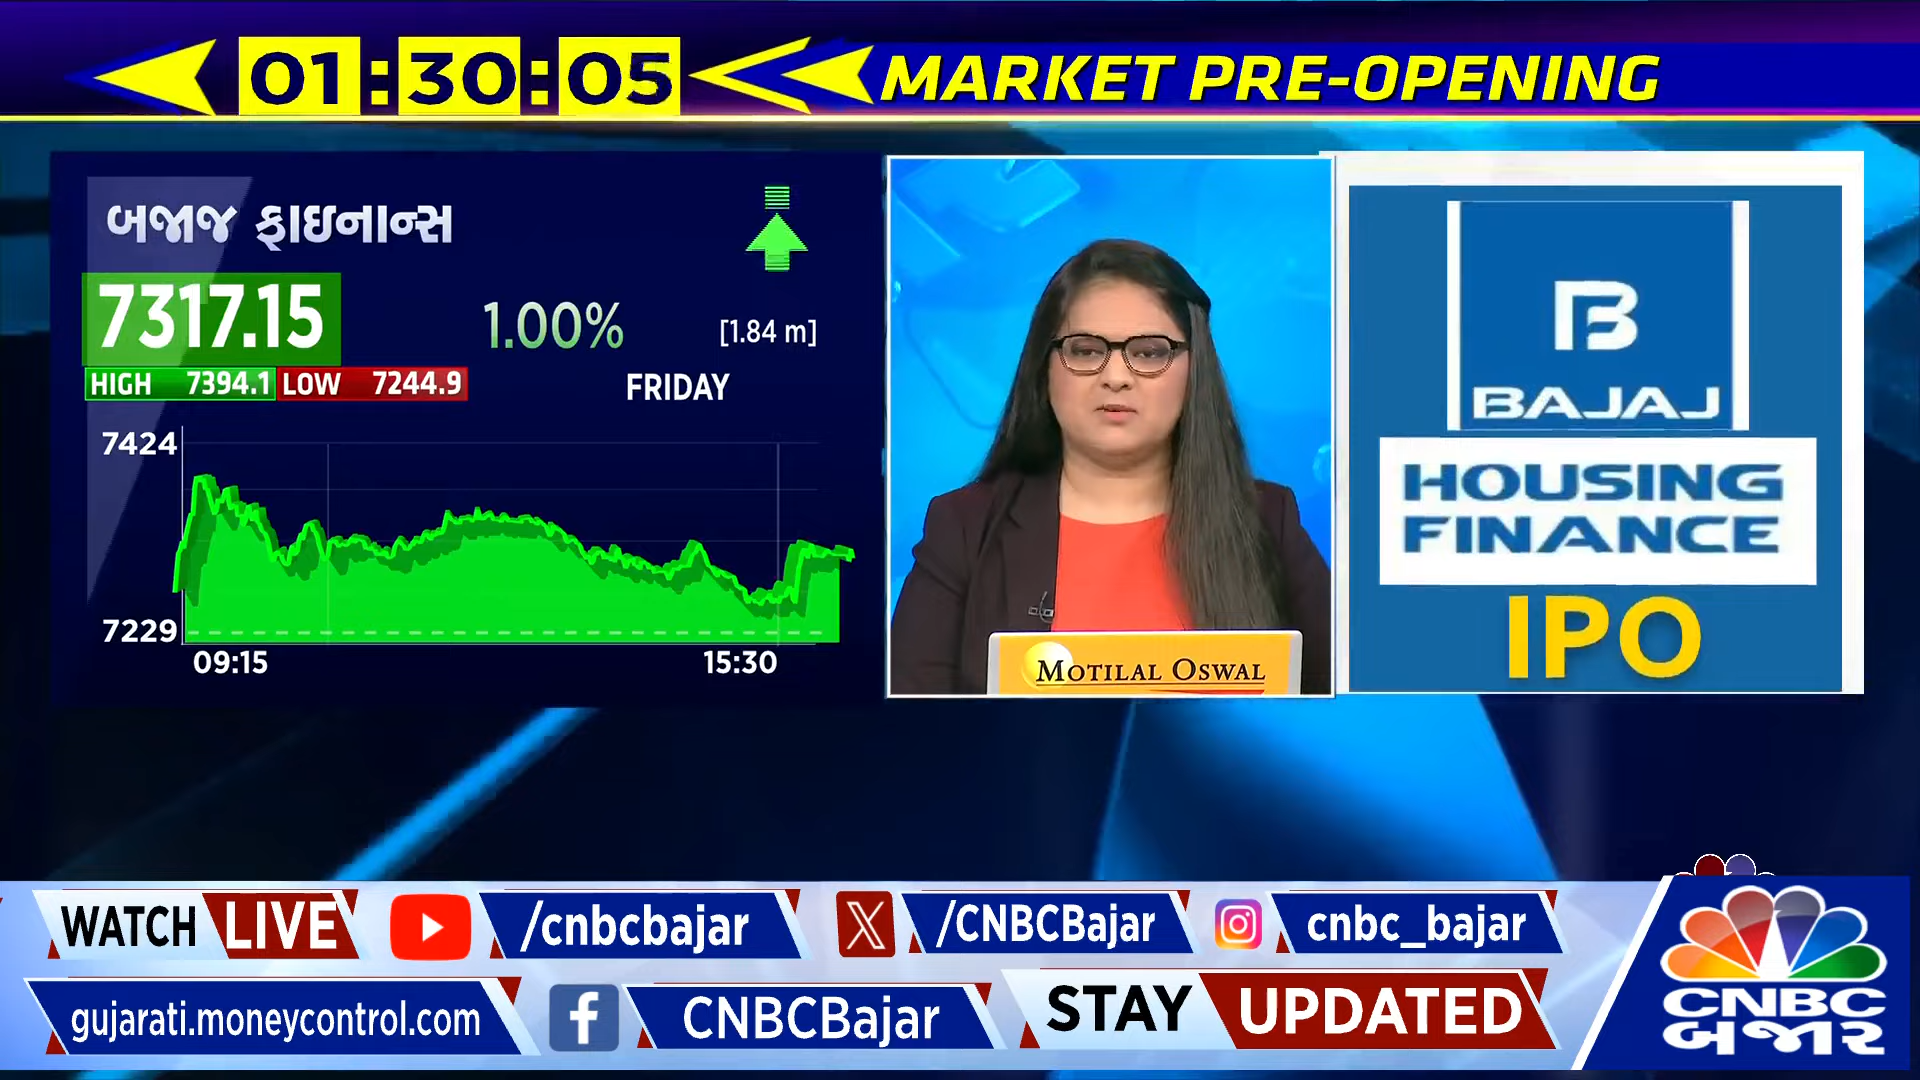 01:30:05 MARKET PRE-OPENING
બજાજ ફાઇનાન્સ
7317.15
1.00%
[1.84 m]
HIGH 7394.1 LOW 7244.9
FRIDAY
7424
7229
09:15
15:30
MOTILAL OSWAL
B
BAJAJ
HOUSING
FINANCE
IPO
WATCH LIVE
/cnbcbajar
/CNBCBajar
cnbc_bajar
gujarati.moneycontrol.com
CNBCBajar
STAY UPDATED
CNBC
બજાર